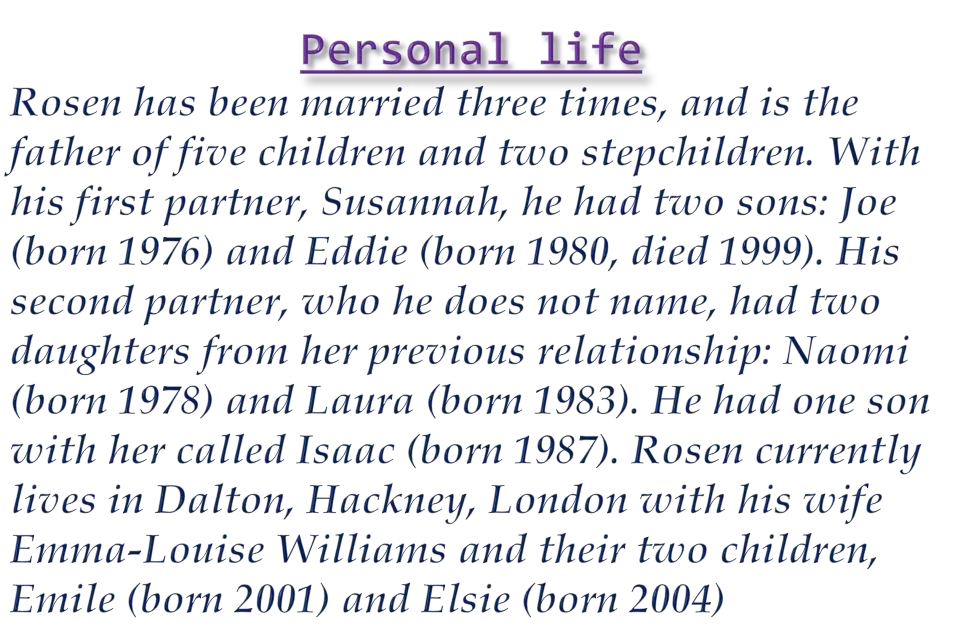 Personal life
Rosen has been married three times, and is the
father of five children and two stepchildren. With
his first partner, Susannah, he had two sons: Joe
(born 1976) and Eddie (born 1980, died 1999). His
second partner, who he does not name, had two
daughters from her previous relationship: Naomi
(born 1978) and Laura (born 1983). He had one son
with her called Isaac (born 1987). Rosen currently
lives in Dalton, Hackney, London with his wife
Emma-Louise Williams and their two children,
Emile (born 2001) and Elsie (born 2004)